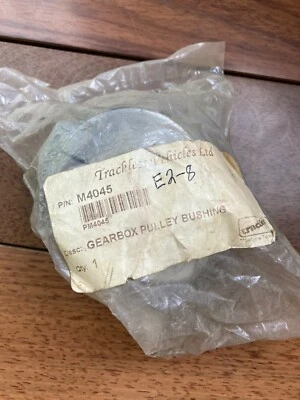 Trackless Vehicles Ltd
P/N: M4045
E2-8
PM4045
Desc: GEARBOX PULLEY BUSHING
Qty: 1